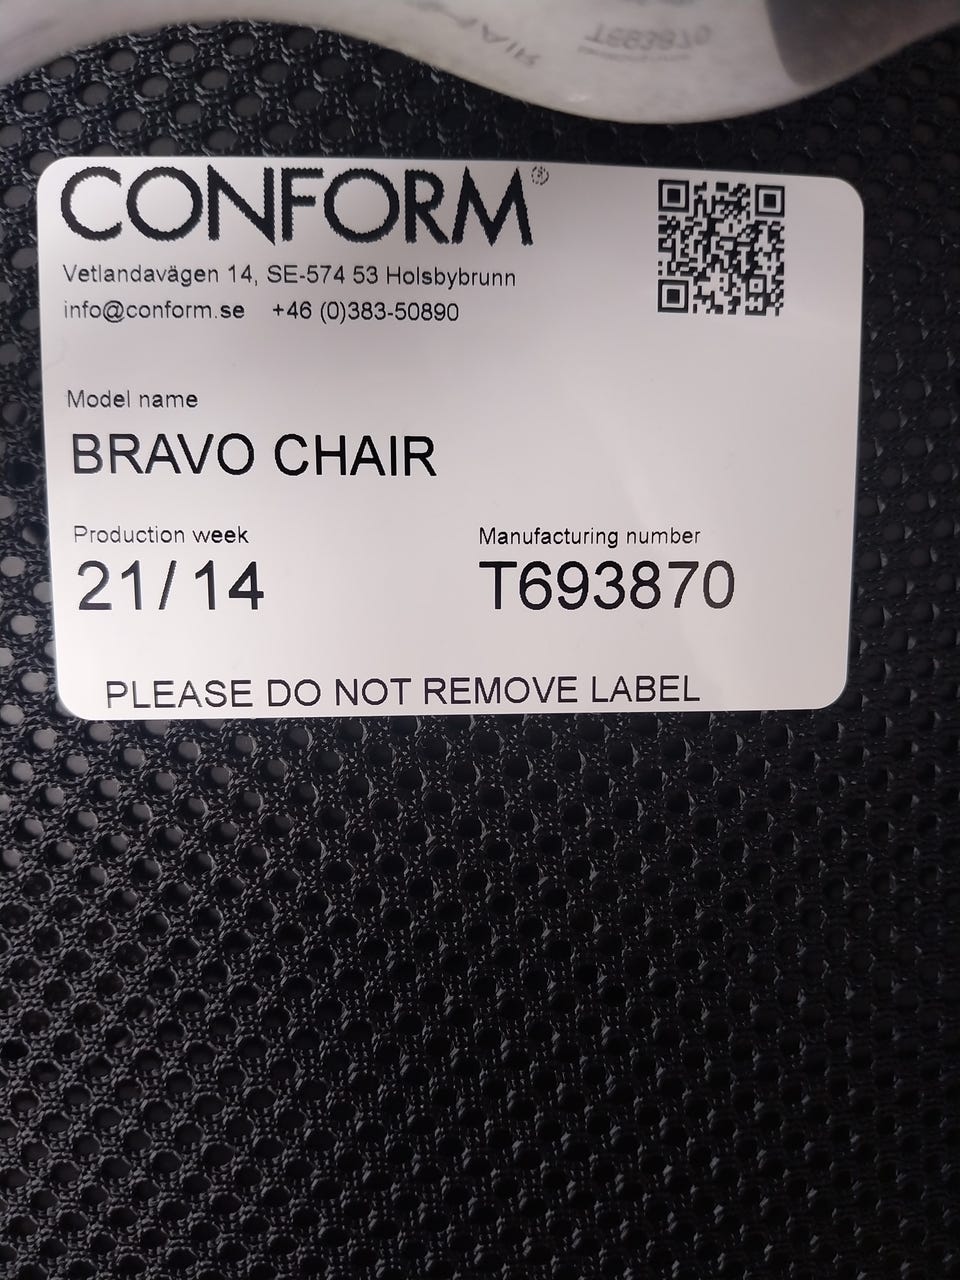 CONFORM®
Vetlandavägen 14, SE-574 53 Holsbybrunn
info@conform.se +46 (0)383-50890
Model name
BRAVO CHAIR
Production week Manufacturing number
21/14 T693870
PLEASE DO NOT REMOVE LABEL